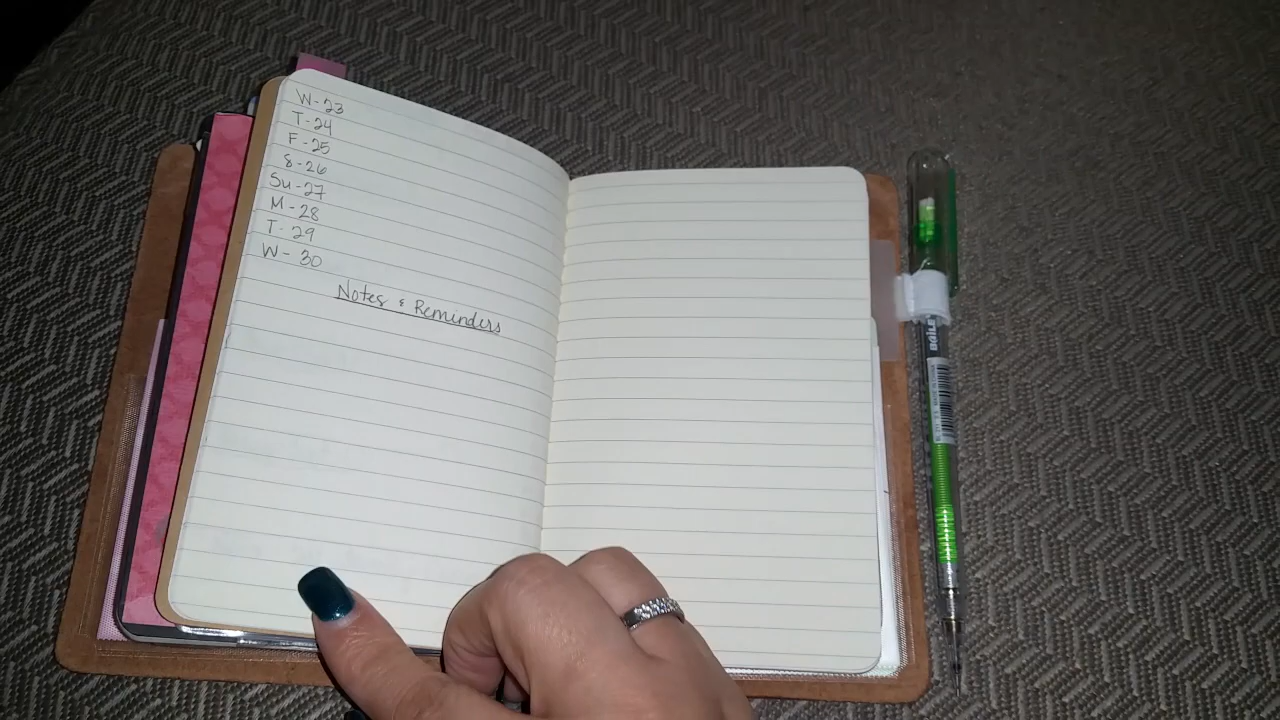 W-23
T-24
F-25
S-26
Su-27
M-28
T-29
W-30
Notes & Reminders